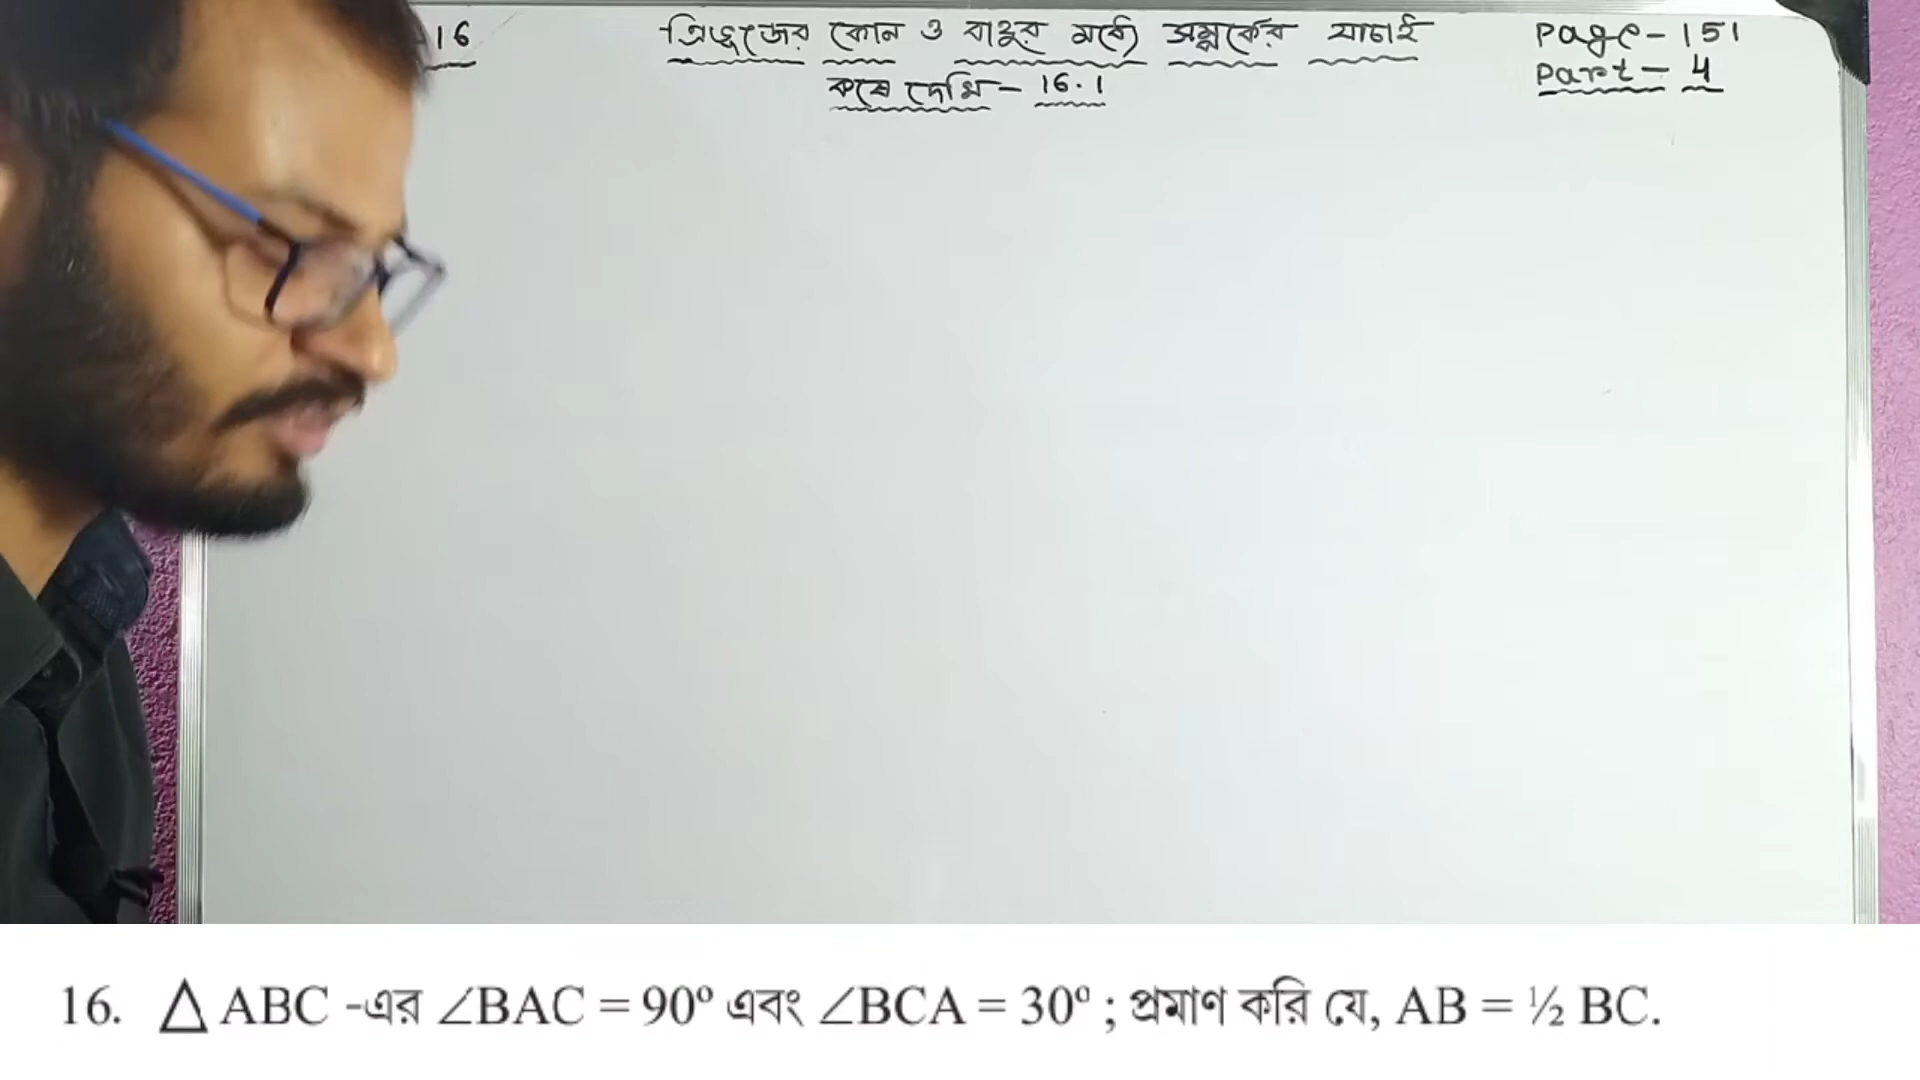 16
ত্রিভুজের কোন ও বাহুর মধ্যে সম্পর্কের যাচাই
Page - 151
কষে দেখি - 16.1
Part - 4
16. △ ABC -এর ∠BAC = 90° এবং ∠BCA = 30° ; প্রমাণ করি যে, AB = ½ BC.